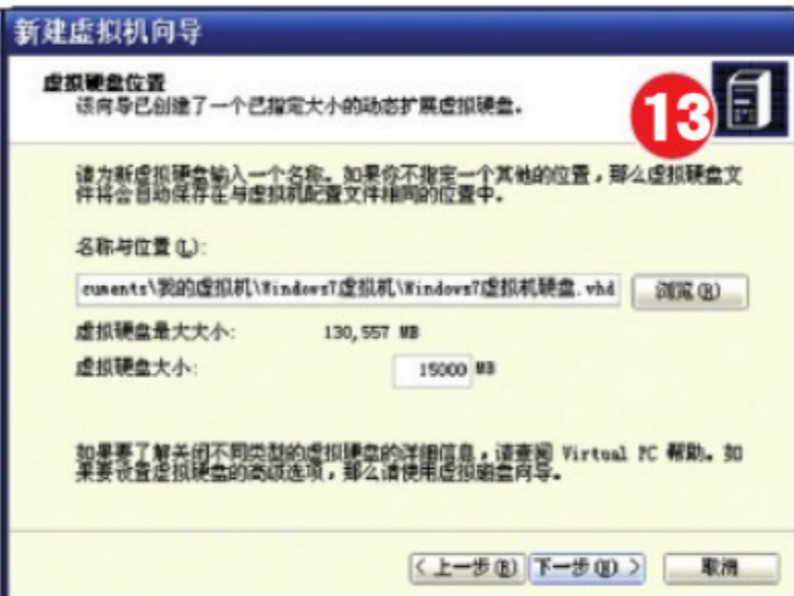 新建虚拟机向导
虚拟硬盘位置
该向导已创建了一个已指定大小的动态扩展虚拟硬盘。
13
请为新虚拟硬盘输入一个名称。如果你不指定一个其他的位置，那么虚拟硬盘文
件将会自动保存在与虚拟机配置文件相同的位置中。
名称与位置(L):
cuments\我的虚拟机\Windows7虚拟机\Windows7虚拟机硬盘.vhd
浏览(R)
虚拟硬盘最大大小: 130,557 MB
虚拟硬盘大小: 15000 MB
如果要了解关闭不同类型的虚拟硬盘的详细信息，请查阅 Virtual PC 帮助。如
果要设置虚拟硬盘的高级选项，那么请使用虚拟磁盘向导。
<上一步(B) 下一步(N)> 取消